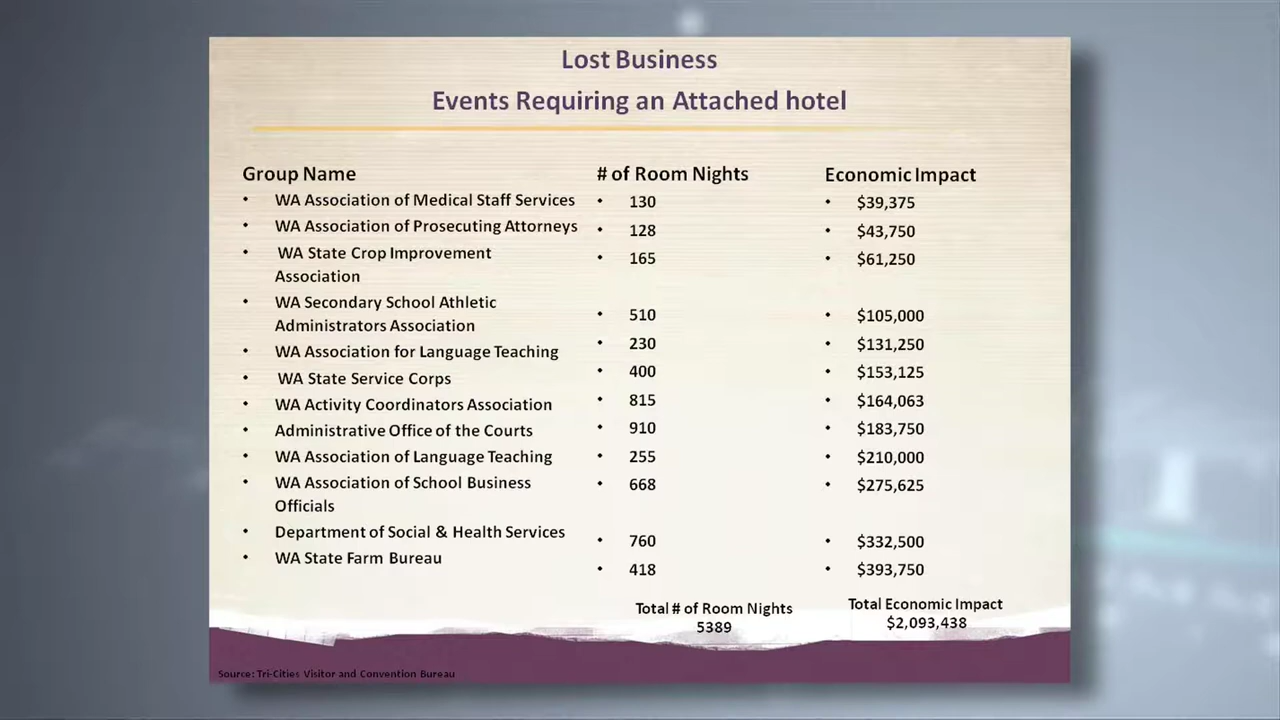 Lost Business
Events Requiring an Attached hotel
Group Name
• WA Association of Medical Staff Services
• WA Association of Prosecuting Attorneys
• WA State Crop Improvement
Association
• WA Secondary School Athletic
Administrators Association
• WA Association for Language Teaching
• WA State Service Corps
• WA Activity Coordinators Association
• Administrative Office of the Courts
• WA Association of Language Teaching
• WA Association of School Business
Officials
• Department of Social & Health Services
• WA State Farm Bureau
# of Room Nights
• 130
• 128
• 165
• 510
• 230
• 400
• 815
• 910
• 255
• 668
• 760
• 418
Total # of Room Nights
5389
Economic Impact
• $39,375
• $43,750
• $61,250
• $105,000
• $131,250
• $153,125
• $164,063
• $183,750
• $210,000
• $275,625
• $332,500
• $393,750
Total Economic Impact
$2,093,438
Source: Tri-Cities Visitor and Convention Bureau